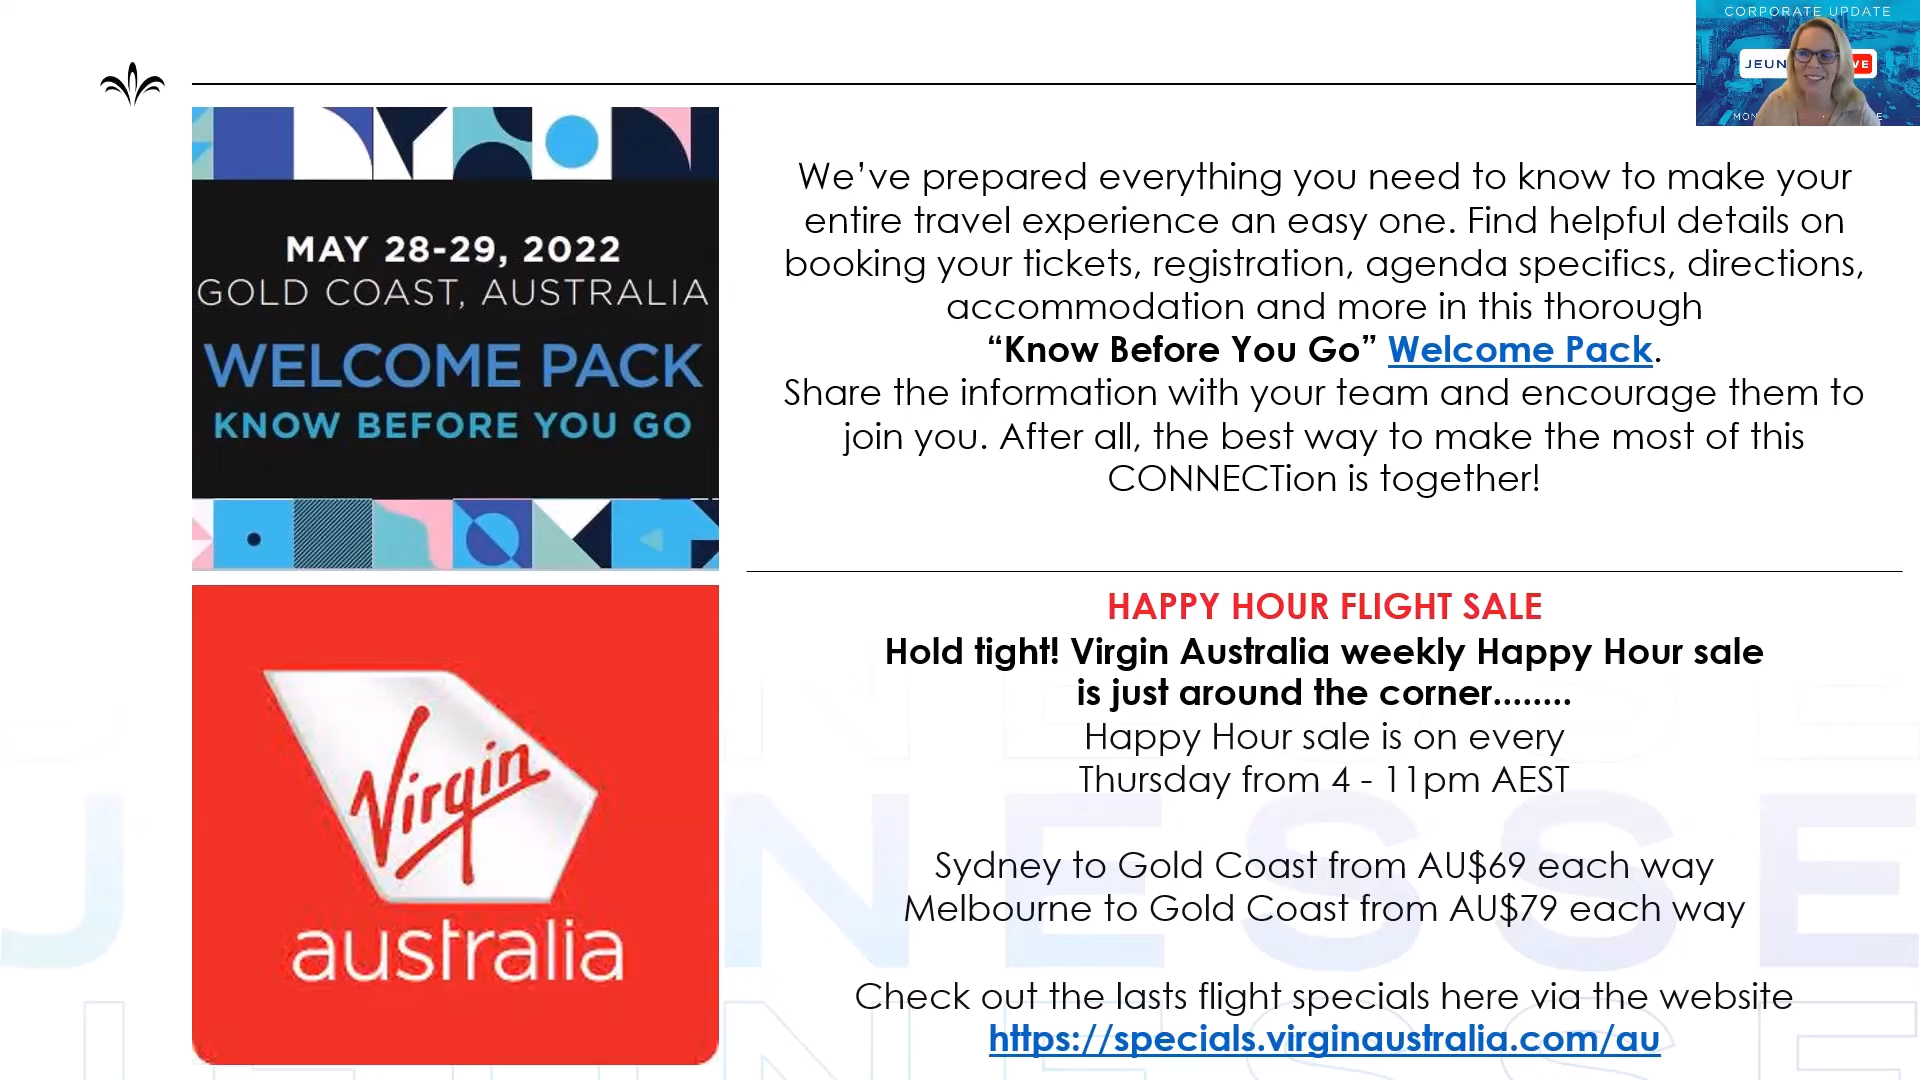 CORPORATE UPDATE
JEUN VE
MON
MAY 28-29, 2022
GOLD COAST, AUSTRALIA
WELCOME PACK
KNOW BEFORE YOU GO
We’ve prepared everything you need to know to make your
entire travel experience an easy one. Find helpful details on
booking your tickets, registration, agenda specifics, directions,
accommodation and more in this thorough
“Know Before You Go” Welcome Pack.
Share the information with your team and encourage them to
join you. After all, the best way to make the most of this
CONNECTion is together!
Virgin
australia
HAPPY HOUR FLIGHT SALE
Hold tight! Virgin Australia weekly Happy Hour sale
is just around the corner........
Happy Hour sale is on every
Thursday from 4 - 11pm AEST
Sydney to Gold Coast from AU$69 each way
Melbourne to Gold Coast from AU$79 each way
Check out the lasts flight specials here via the website
https://specials.virginaustralia.com/au